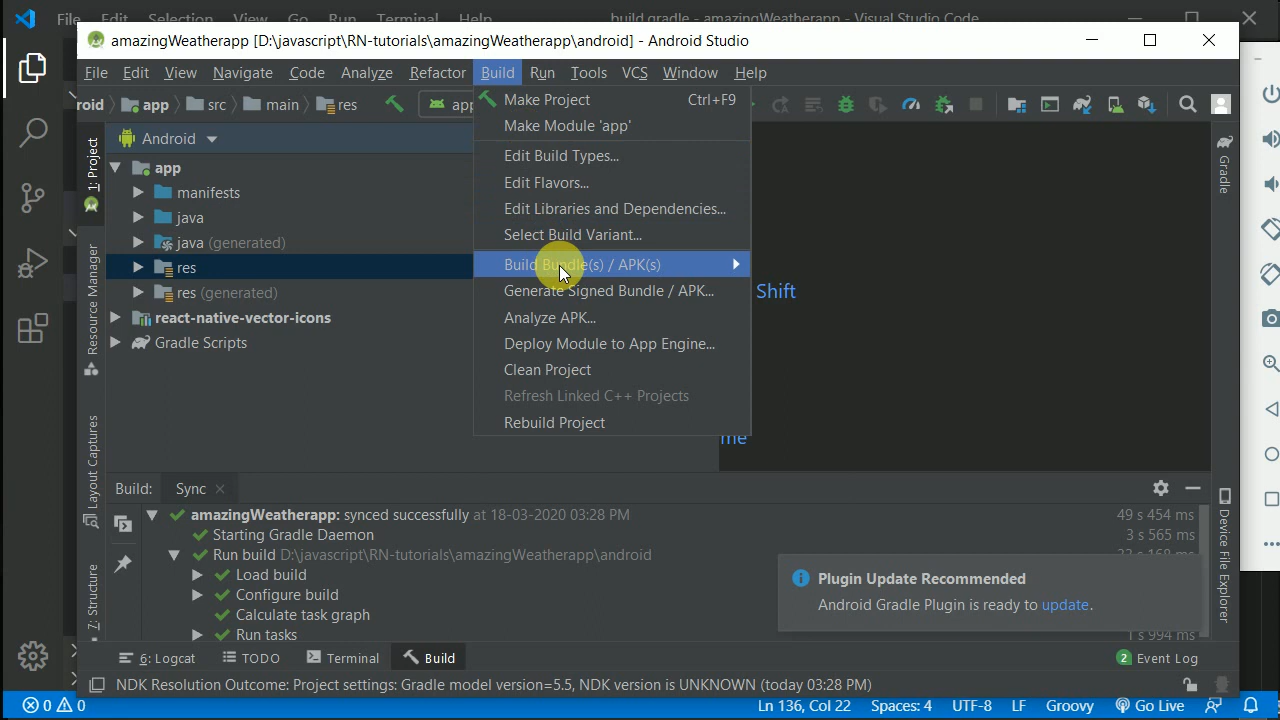 File Edit Selection View Go Run Terminal Help build.gradle - amazingWeatherapp - Visual Studio Code
amazingWeatherapp [D:\javascript\RN-tutorials\amazingWeatherapp\android] - Android Studio
File Edit View Navigate Code Analyze Refactor Build Run Tools VCS Window Help
roid app src main res app
Make Project Ctrl+F9
Make Module 'app'
Edit Build Types...
Edit Flavors...
Edit Libraries and Dependencies...
Select Build Variant...
Build Bundle(s) / APK(s)
Generate Signed Bundle / APK...
Analyze APK...
Deploy Module to App Engine...
Clean Project
Refresh Linked C++ Projects
Rebuild Project
1: Project
Resource Manager
Layout Captures
7: Structure
Android
app
manifests
java
java (generated)
res
res (generated)
react-native-vector-icons
Gradle Scripts
Shift
me
Gradle
Device File Explorer
Build: Sync
amazingWeatherapp: synced successfully at 18-03-2020 03:28 PM 49 s 454 ms
Starting Gradle Daemon 3 s 565 ms
Run build D:\javascript\RN-tutorials\amazingWeatherapp\android
Load build
Configure build
Calculate task graph
Run tasks 1 s 994 ms
Plugin Update Recommended
Android Gradle Plugin is ready to update.
6: Logcat TODO Terminal Build 2 Event Log
NDK Resolution Outcome: Project settings: Gradle model version=5.5, NDK version is UNKNOWN (today 03:28 PM)
0 0 Ln 136, Col 22 Spaces: 4 UTF-8 LF Groovy Go Live